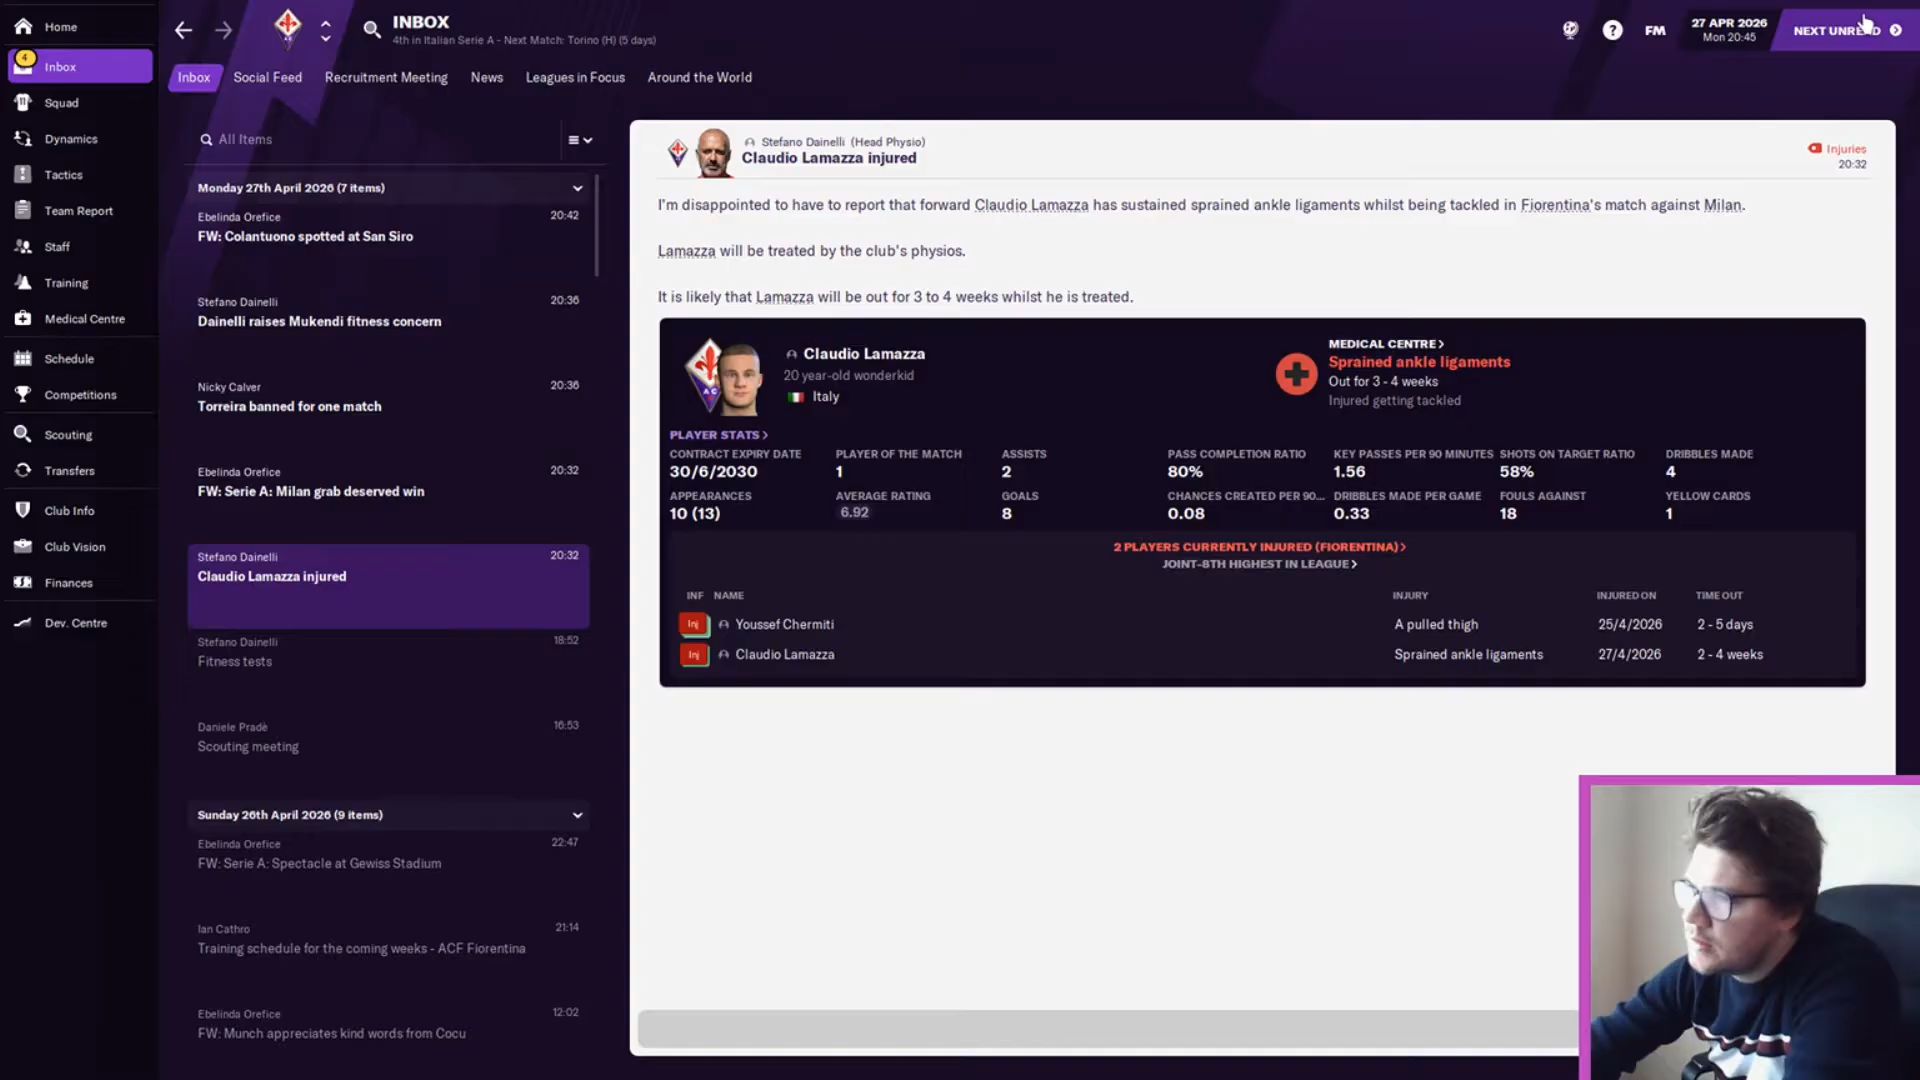 Home
4
Inbox
Squad
Dynamics
Tactics
Team Report
Staff
Training
Medical Centre
Schedule
Competitions
Scouting
Transfers
Club Info
Club Vision
Finances
Dev. Centre
INBOX
4th in Italian Serie A - Next Match: Torino (H) (5 days)
FM
27 APR 2026
Mon 20:45
Inbox
Social Feed
Recruitment Meeting
News
Leagues in Focus
Around the World
All Items
Monday 27th April 2026 (7 items)
Ebelinda Orefice 20:42
FW: Colantuono spotted at San Siro
Stefano Dainelli 20:36
Dainelli raises Mukendi fitness concern
Nicky Calver 20:36
Torreira banned for one match
Ebelinda Orefice 20:32
FW: Serie A: Milan grab deserved win
Stefano Dainelli 20:32
Claudio Lamazza injured
Stefano Dainelli 18:52
Fitness tests
Daniele Pradè 16:53
Scouting meeting
Sunday 26th April 2026 (9 items)
Ebelinda Orefice 22:47
FW: Serie A: Spectacle at Gewiss Stadium
Ian Cathro 21:14
Training schedule for the coming weeks - ACF Fiorentina
Ebelinda Orefice 12:02
FW: Munch appreciates kind words from Cocu
Stefano Dainelli (Head Physio)
Claudio Lamazza injured
Injuries
20:32
I'm disappointed to have to report that forward Claudio Lamazza has sustained sprained ankle ligaments whilst being tackled in Fiorentina's match against Milan.
Lamazza will be treated by the club's physios.
It is likely that Lamazza will be out for 3 to 4 weeks whilst he is treated.
Claudio Lamazza
20 year-old wonderkid
Italy
MEDICAL CENTRE >
Sprained ankle ligaments
Out for 3 - 4 weeks
Injured getting tackled
PLAYER STATS >
CONTRACT EXPIRY DATE PLAYER OF THE MATCH ASSISTS PASS COMPLETION RATIO KEY PASSES PER 90 MINUTES SHOTS ON TARGET RATIO DRIBBLES MADE
30/6/2030 1 2 80% 1.56 58% 4
APPEARANCES AVERAGE RATING GOALS CHANCES CREATED PER 90... DRIBBLES MADE PER GAME FOULS AGAINST YELLOW CARDS
10 (13) 6.92 8 0.08 0.33 18 1
2 PLAYERS CURRENTLY INJURED (FIORENTINA) >
JOINT-8TH HIGHEST IN LEAGUE >
INF NAME INJURY INJURED ON TIME OUT
Inj Youssef Chermiti A pulled thigh 25/4/2026 2 - 5 days
Inj Claudio Lamazza Sprained ankle ligaments 27/4/2026 2 - 4 weeks